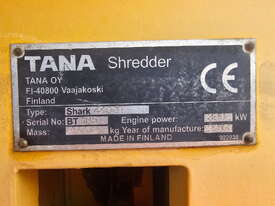 TANA Shredder
TANA OY
FI-40800 Vaajakoski
Finland
Type: Shark
Engine power: kW
Serial No: BT
Mass: kg Year of manufacture:
MADE IN FINLAND
CE